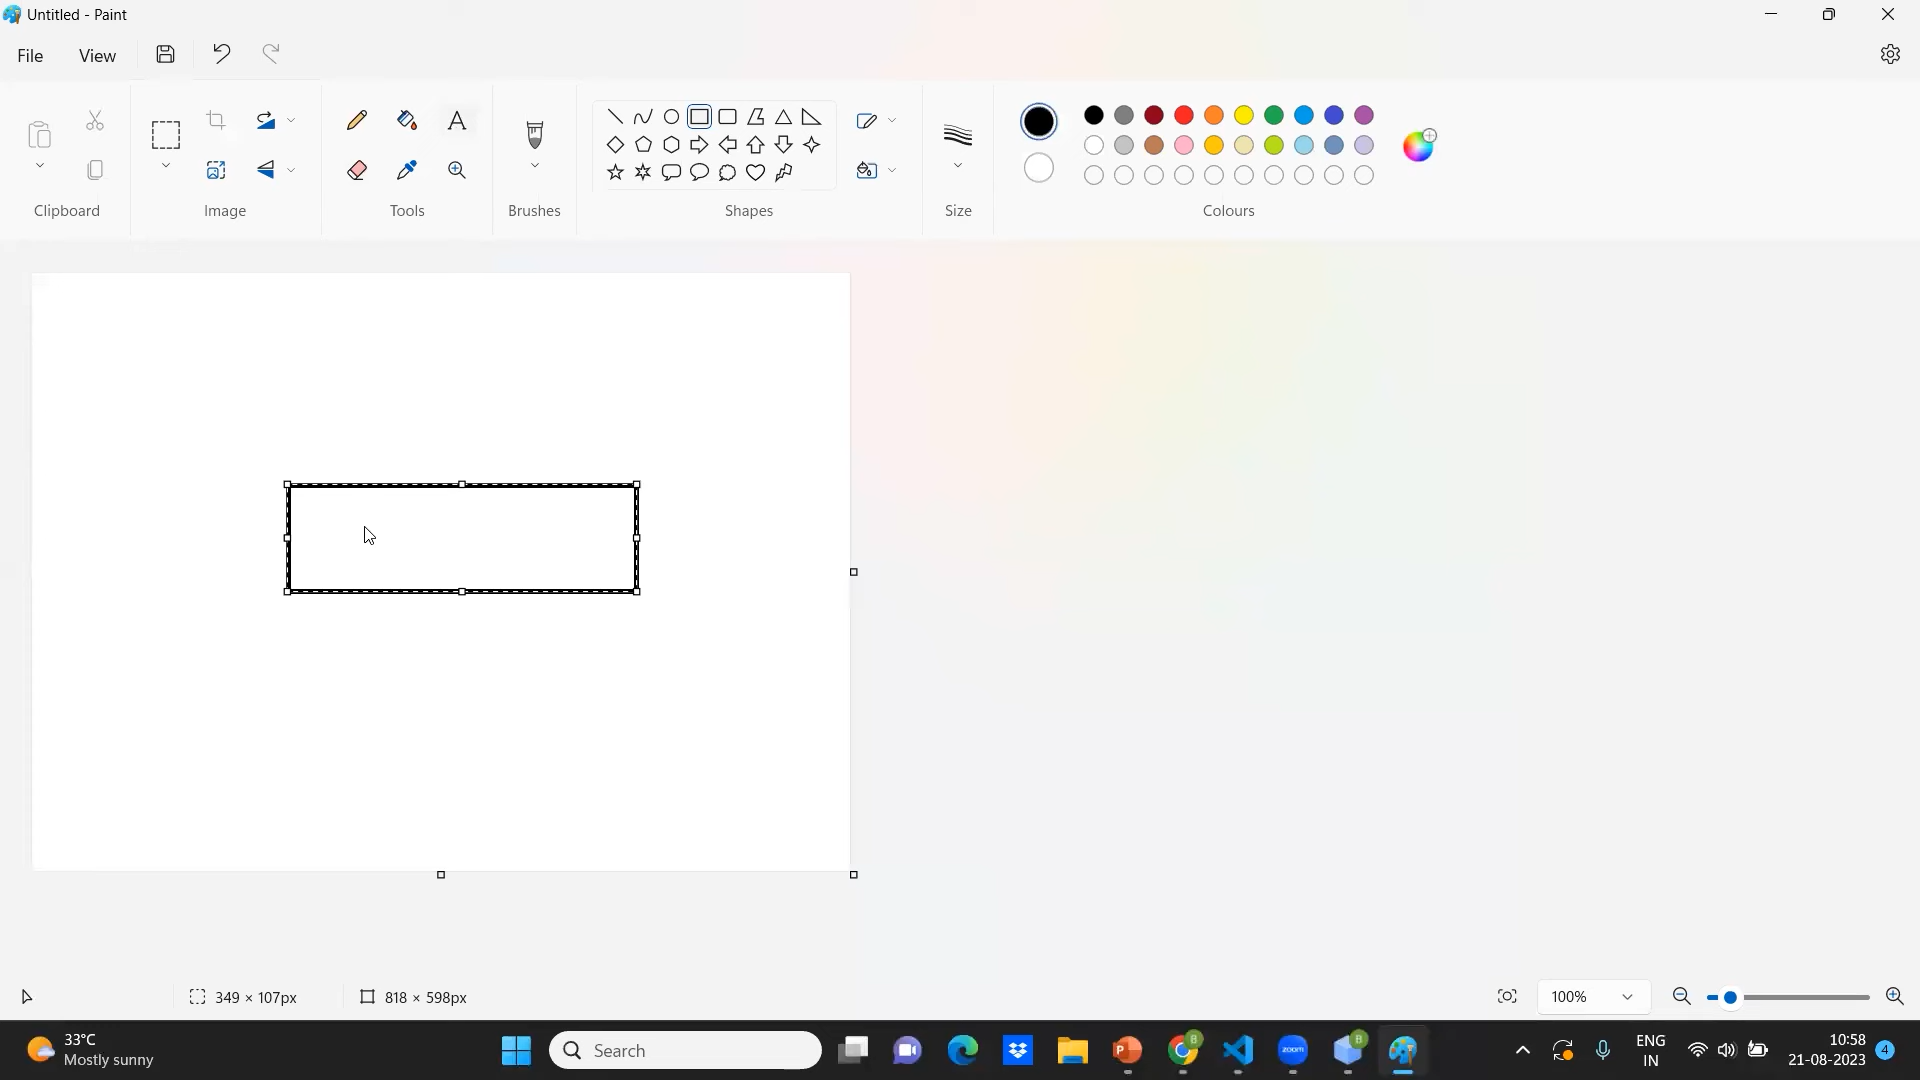 Untitled - Paint
File View
Clipboard
Image
Tools
Brushes
Shapes
Size
Colours
349 × 107px
818 × 598px
100%
33°C
Mostly sunny
Search
zoom
B
B
P
A
ENG
IN
10:58
21-08-2023
4